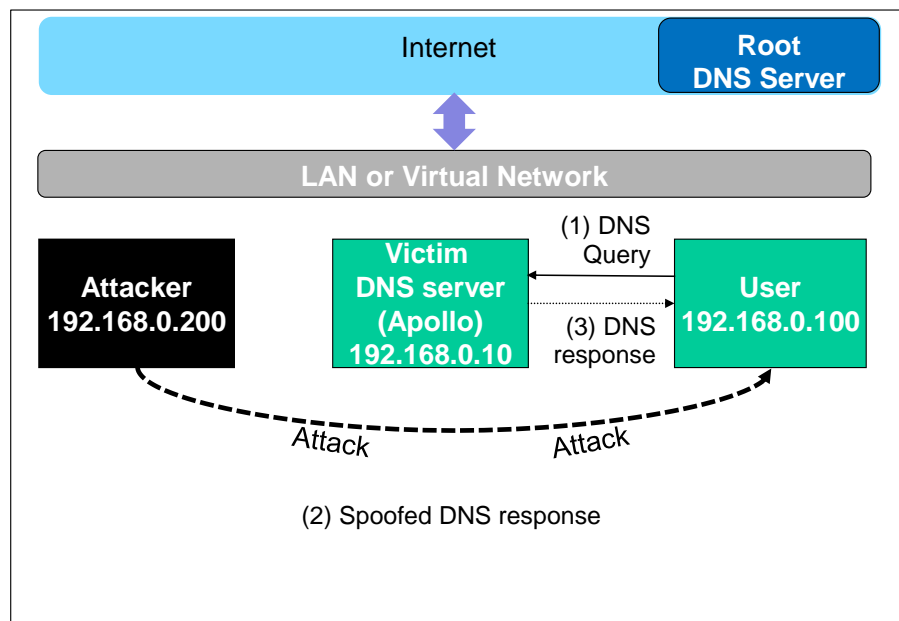 Internet
Root
DNS Server
LAN or Virtual Network
Attacker
192.168.0.200
Victim
DNS server
(Apollo)
192.168.0.10
(1) DNS
Query
(3) DNS
response
User
192.168.0.100
Attack
Attack
(2) Spoofed DNS response